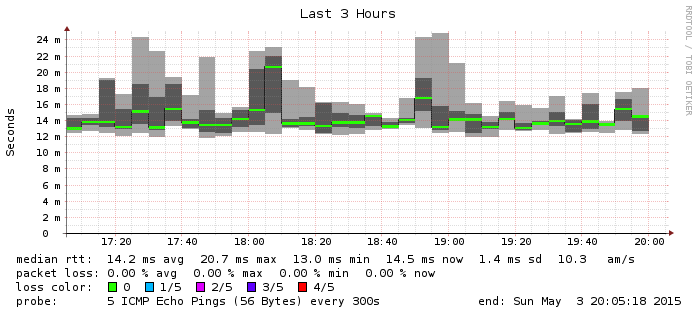 Last 3 Hours
RRDTOOL / TOBI OETIKER
Seconds
24 m
22 m
20 m
18 m
16 m
14 m
12 m
10 m
8 m
6 m
4 m
2 m
0
17:20 17:40 18:00 18:20 18:40 19:00 19:20 19:40 20:00
median rtt: 14.2 ms avg 20.7 ms max 13.0 ms min 14.5 ms now 1.4 ms sd 10.3 am/s
packet loss: 0.00 % avg 0.00 % max 0.00 % min 0.00 % now
loss color: 0 1/5 2/5 3/5 4/5
probe: 5 ICMP Echo Pings (56 Bytes) every 300s end: Sun May 3 20:05:18 2015